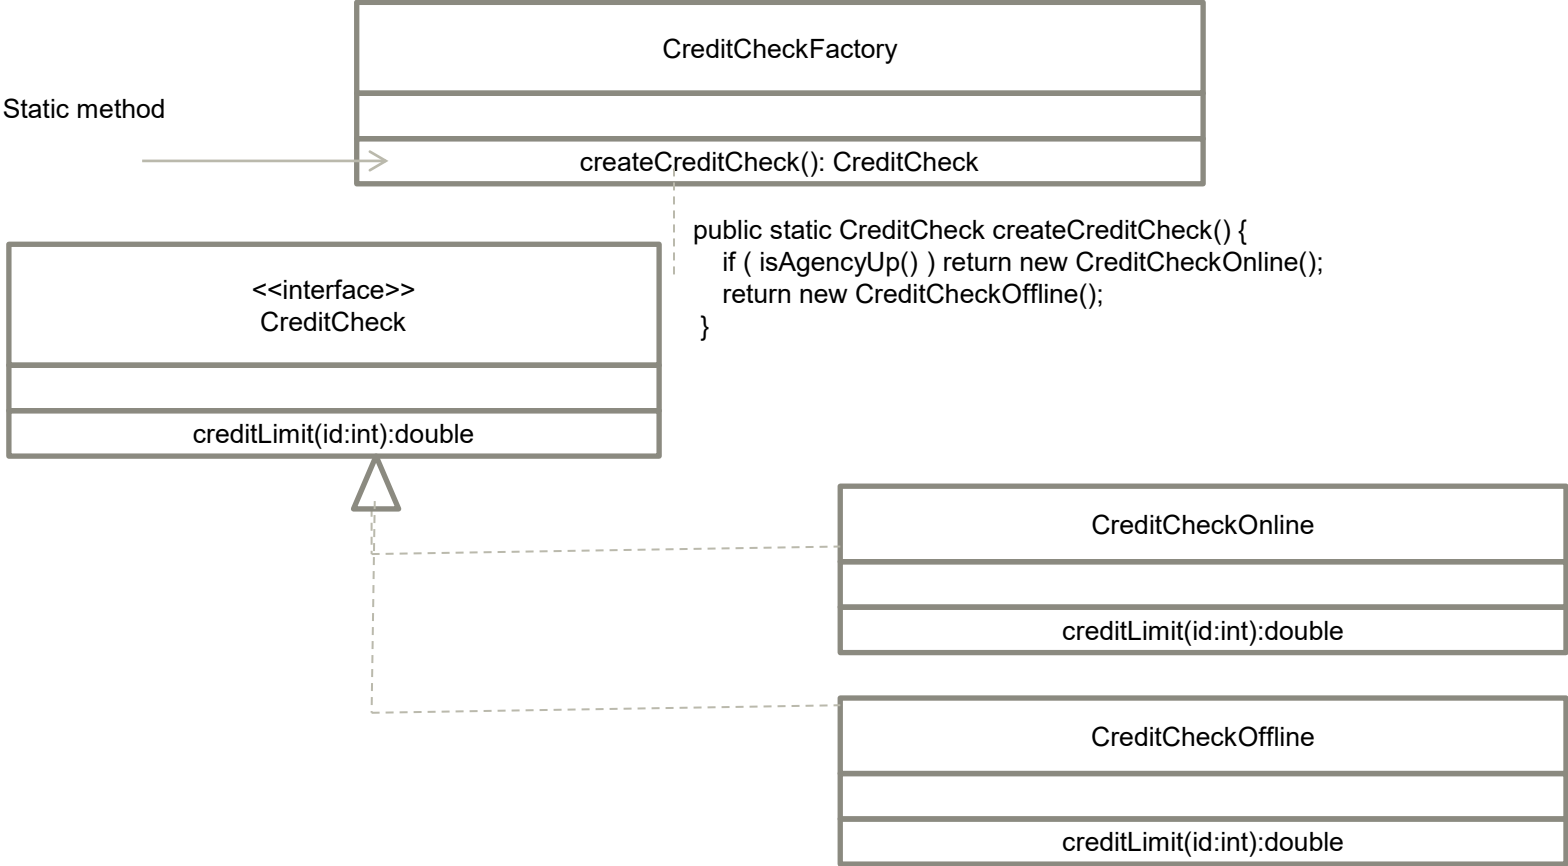 CreditCheckFactory
Static method
createCreditCheck(): CreditCheck
public static CreditCheck createCreditCheck() {
if ( isAgencyUp() ) return new CreditCheckOnline();
return new CreditCheckOffline();
}
<<interface>>
CreditCheck
creditLimit(id:int):double
CreditCheckOnline
creditLimit(id:int):double
CreditCheckOffline
creditLimit(id:int):double